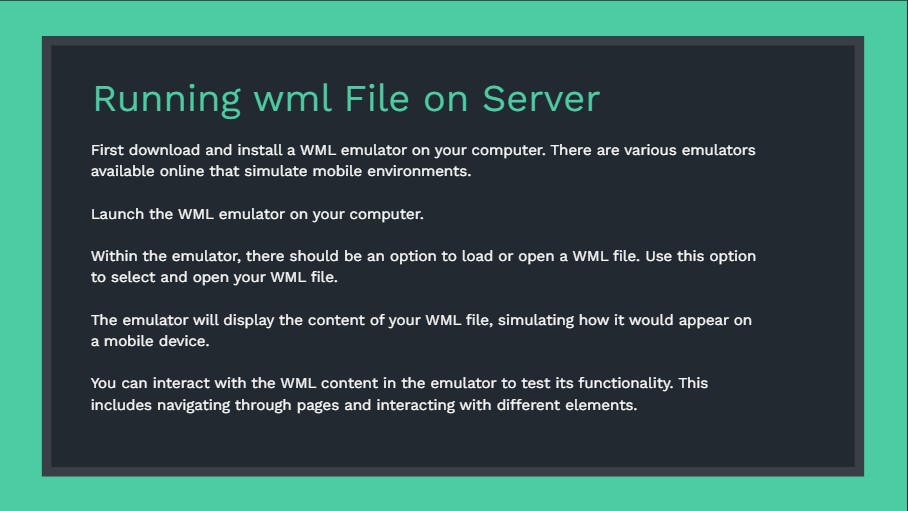 Running wml File on Server
First download and install a WML emulator on your computer. There are various emulators
available online that simulate mobile environments.
Launch the WML emulator on your computer.
Within the emulator, there should be an option to load or open a WML file. Use this option
to select and open your WML file.
The emulator will display the content of your WML file, simulating how it would appear on
a mobile device.
You can interact with the WML content in the emulator to test its functionality. This
includes navigating through pages and interacting with different elements.